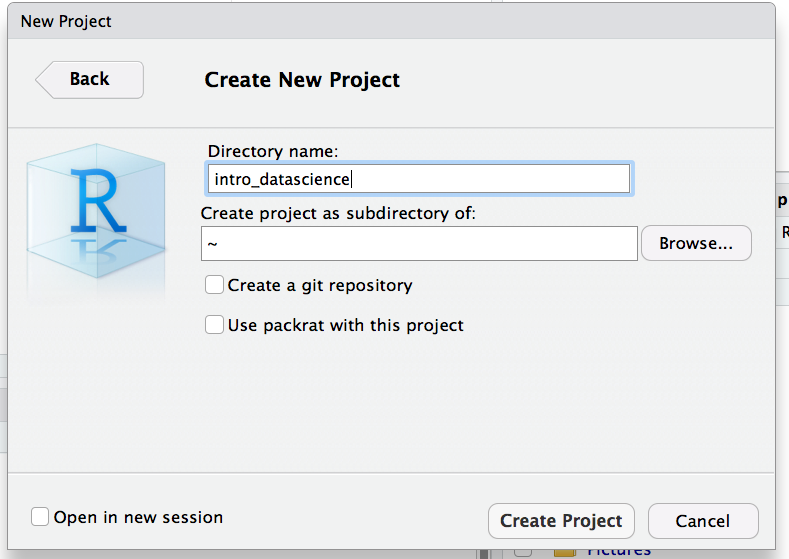 New Project
Back
Create New Project
R
Directory name:
intro_datascience
Create project as subdirectory of:
~
Browse...
Create a git repository
Use packrat with this project
Open in new session
Create Project
Cancel
Pictures